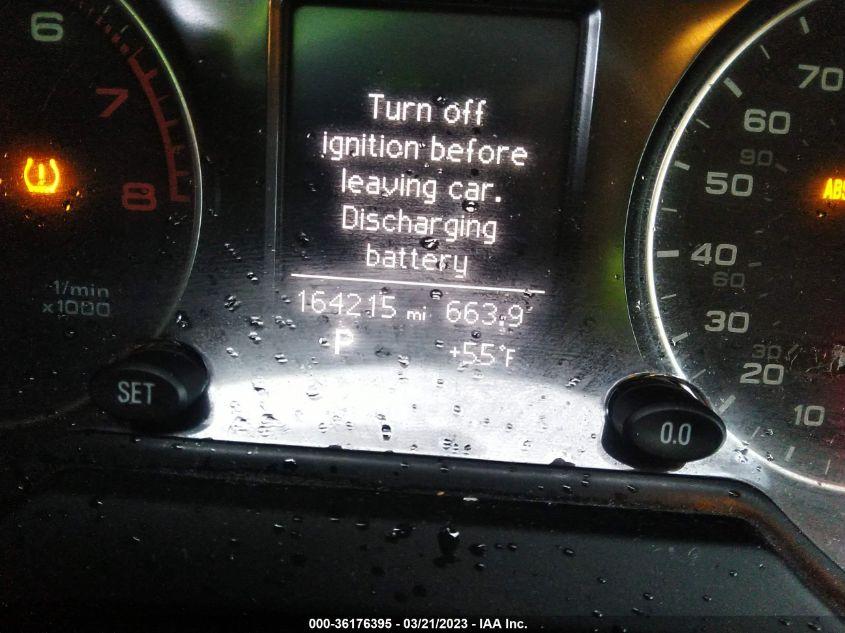 6
7
8
1/min
x1000
SET
Turn off
ignition before
leaving car.
Discharging
battery
164215 mi 663.9
P +55°F
0.0
70
60
90
50
40
60
30
30
20
10
ABS
000-36176395 - 03/21/2023 - IAA Inc.